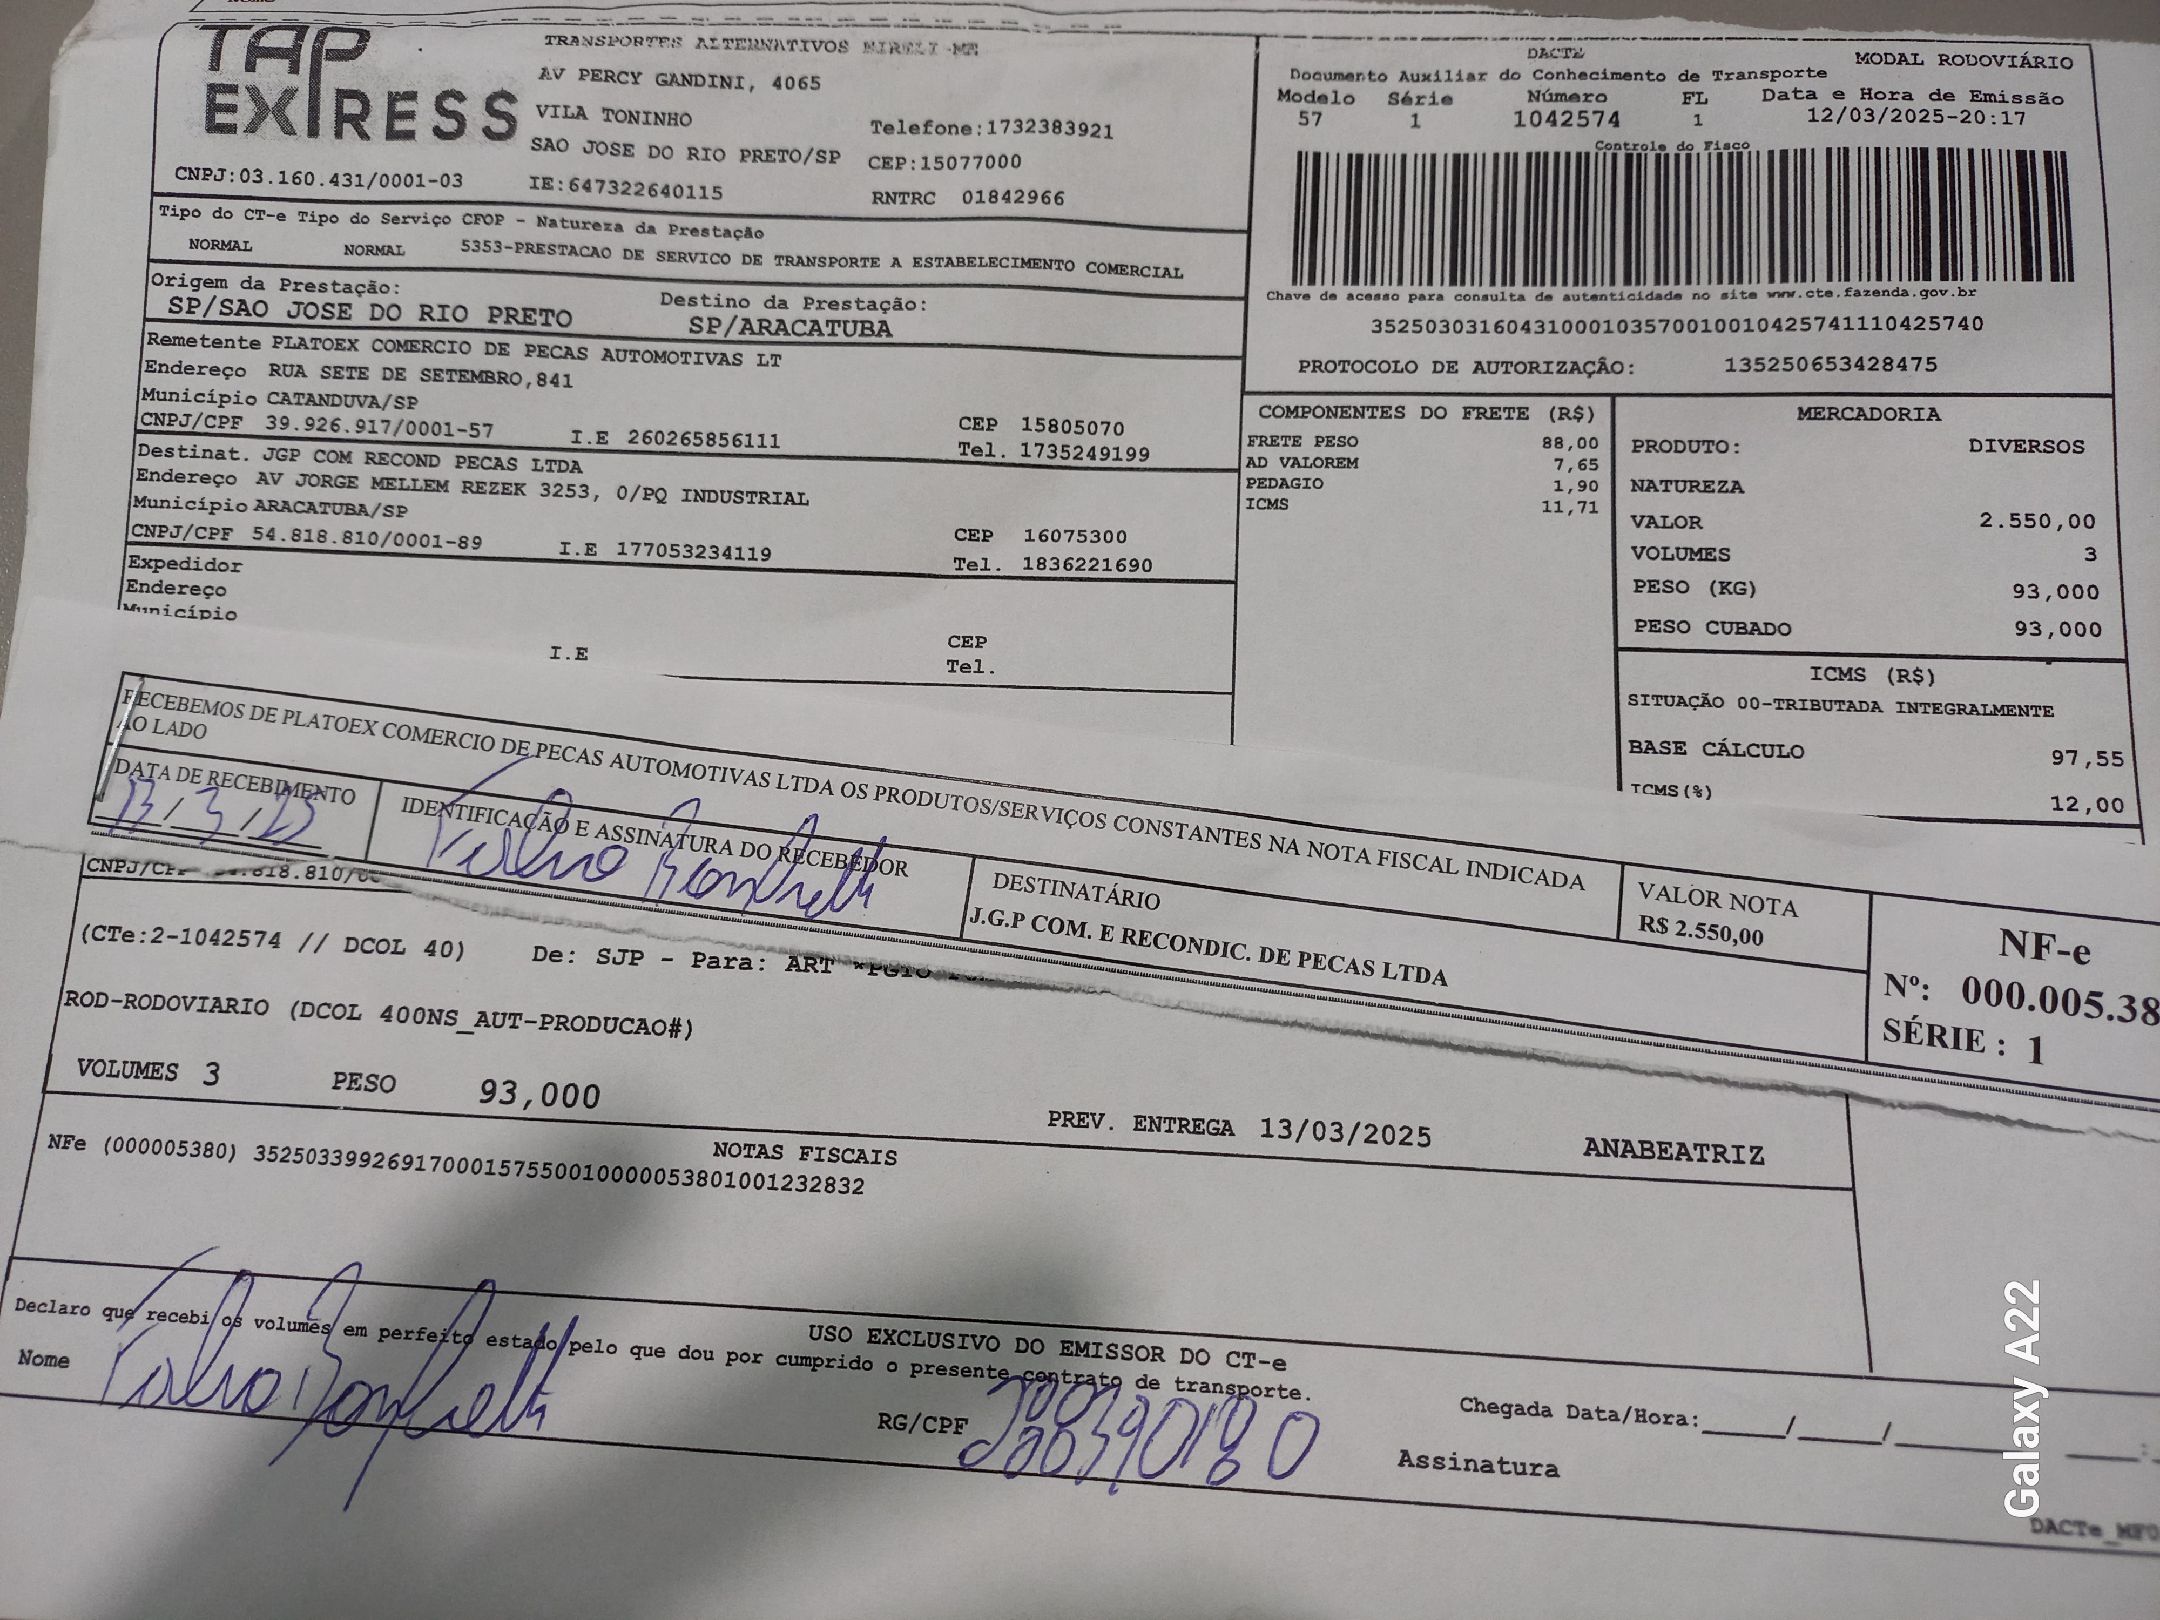 TAP EXPRESS
TRANSPORTES ALTERNATIVOS EIRELI -ME
AV PERCY GANDINI, 4065
VILA TONINHO
Telefone:1732383921
SAO JOSE DO RIO PRETO/SP CEP:15077000
CNPJ:03.160.431/0001-03 IE:647322640115 RNTRC 01842966
DACTE
MODAL RODOVIÁRIO
Documento Auxiliar do Conhecimento de Transporte
Modelo Série Número FL Data e Hora de Emissão
57 1 1042574 1 12/03/2025-20:17
Controle do Fisco
Chave de acesso para consulta de autenticidade no site www.cte.fazenda.gov.br
35250303160431000103570010010425741110425740
PROTOCOLO DE AUTORIZAÇÂO: 135250653428475
Tipo do CT-e Tipo do Serviço CFOP - Natureza da Prestação
NORMAL NORMAL 5353-PRESTACAO DE SERVICO DE TRANSPORTE A ESTABELECIMENTO COMERCIAL
Origem da Prestação: Destino da Prestação:
SP/SAO JOSE DO RIO PRETO SP/ARACATUBA
Remetente PLATOEX COMERCIO DE PECAS AUTOMOTIVAS LT
Endereço RUA SETE DE SETEMBRO,841
Município CATANDUVA/SP CEP 15805070
CNPJ/CPF 39.926.917/0001-57 I.E 260265856111 Tel. 1735249199
Destinat. JGP COM RECOND PECAS LTDA
Endereço AV JORGE MELLEM REZEK 3253, 0/PQ INDUSTRIAL
Município ARACATUBA/SP CEP 16075300
CNPJ/CPF 54.818.810/0001-89 I.E 177053234119 Tel. 1836221690
Expedidor
Endereço
Município CEP
I.E Tel.
COMPONENTES DO FRETE (R$)
FRETE PESO 88,00
AD VALOREM 7,65
PEDAGIO 1,90
ICMS 11,71
MERCADORIA
PRODUTO: DIVERSOS
NATUREZA
VALOR 2.550,00
VOLUMES 3
PESO (KG) 93,000
PESO CUBADO 93,000
ICMS (R$)
SITUAÇÃO 00-TRIBUTADA INTEGRALMENTE
BASE CÁLCULO 97,55
ICMS(%) 12,00
RECEBEMOS DE PLATOEX COMERCIO DE PECAS AUTOMOTIVAS LTDA OS PRODUTOS/SERVIÇOS CONSTANTES NA NOTA FISCAL INDICADA
AO LADO
DATA DE RECEBIMENTO
13/3/25
IDENTIFICAÇÃO E ASSINATURA DO RECEBEDOR
DESTINATÁRIO
J.G.P COM. E RECONDIC. DE PECAS LTDA
VALOR NOTA
R$ 2.550,00
NF-e
Nº: 000.005.38
SÉRIE : 1
CNPJ/CPF
(CTe:2-1042574 // DCOL 40) De: SJP - Para: ART
ROD-RODOVIARIO (DCOL 400NS_AUT-PRODUCAO#)
VOLUMES 3 PESO 93,000 PREV. ENTREGA 13/03/2025 ANABEATRIZ
NOTAS FISCAIS
NFe (000005380) 35250339926917000157550010000053801001232832
USO EXCLUSIVO DO EMISSOR DO CT-e
Declaro que recebi os volumes em perfeito estado pelo que dou por cumprido o presente contrato de transporte.
Nome
RG/CPF
Chegada Data/Hora:____/____/____
Assinatura
Galaxy A22